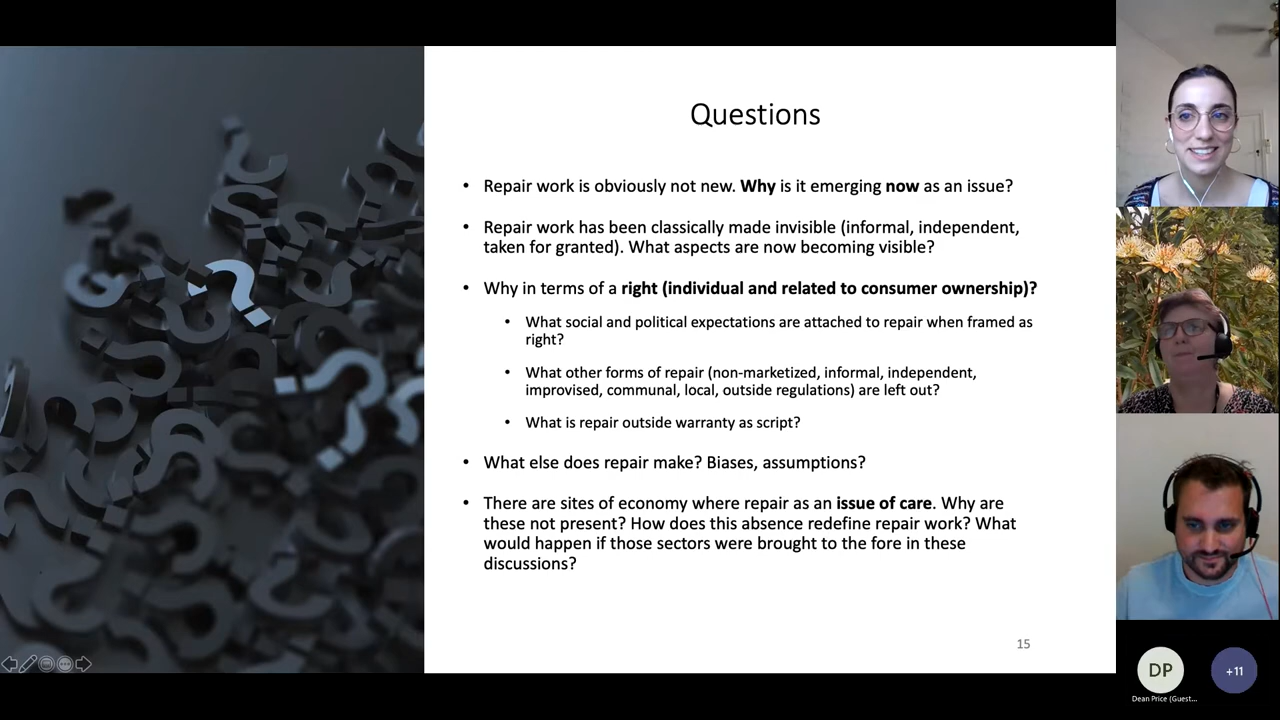 Questions
• Repair work is obviously not new. Why is it emerging now as an issue?
• Repair work has been classically made invisible (informal, independent,
taken for granted). What aspects are now becoming visible?
• Why in terms of a right (individual and related to consumer ownership)?
• What social and political expectations are attached to repair when framed as
right?
• What other forms of repair (non-marketized, informal, independent,
improvised, communal, local, outside regulations) are left out?
• What is repair outside warranty as script?
• What else does repair make? Biases, assumptions?
• There are sites of economy where repair as an issue of care. Why are
these not present? How does this absence redefine repair work? What
would happen if those sectors were brought to the fore in these
discussions?
15
DP
+11
Dean Price (Guest...